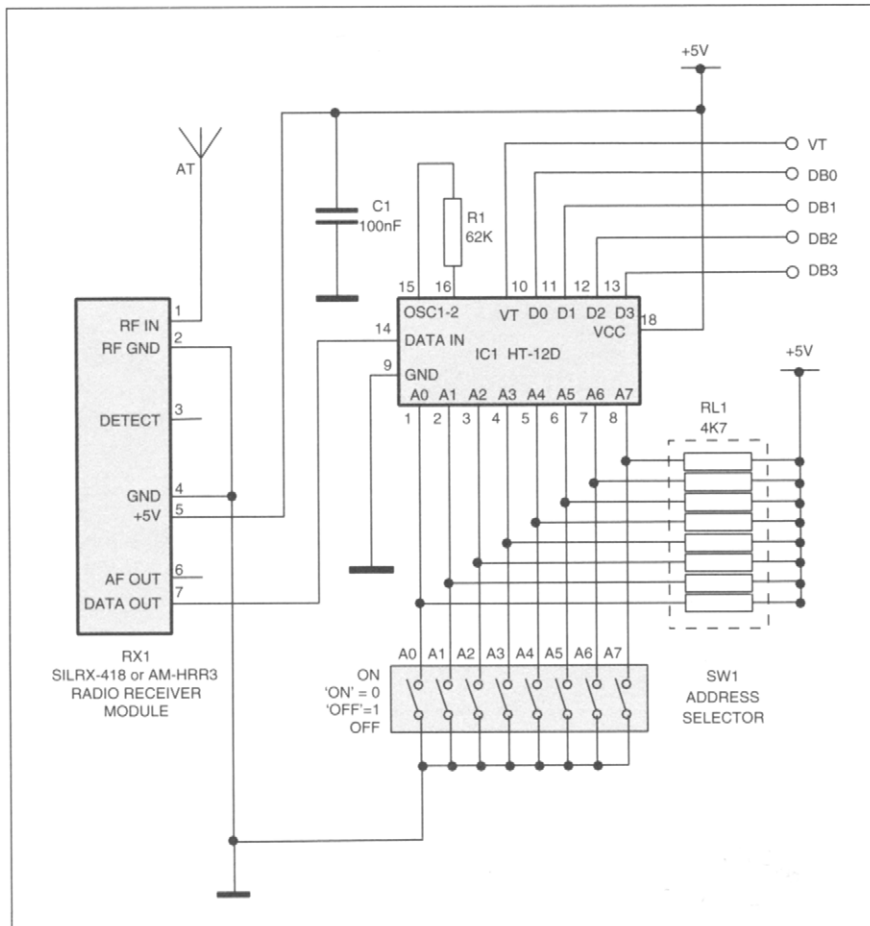 +5V
AT
VT
DB0
DB1
DB2
DB3
C1
100nF
R1
62K
15 16 10 11 12 13
OSC1-2 VT D0 D1 D2 D3
VCC
18
14 DATA IN
IC1 HT-12D
9 GND
A0 A1 A2 A3 A4 A5 A6 A7
1 2 3 4 5 6 7 8
+5V
RL1
4K7
RF IN 1
RF GND 2
DETECT 3
GND 4
+5V 5
AF OUT 6
DATA OUT 7
RX1
SILRX-418 or AM-HRR3
RADIO RECEIVER
MODULE
A0 A1 A2 A3 A4 A5 A6 A7
ON
'ON' = 0
'OFF'=1
OFF
SW1
ADDRESS
SELECTOR